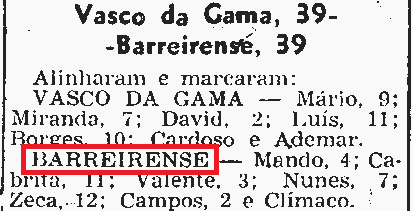 Vasco da Gama, 39-
-Barreirense, 39
Alinharam e marcaram:
VASCO DA GAMA — Mário, 9;
Miranda, 7; David, 2; Luís, 11;
Borges, 10; Cardoso e Ademar.
BARREIRENSE — Mando, 4; Ca-
brita, 11; Valente, 3; Nunes, 7;
Zeca, 12; Campos, 2 e Clímaco.